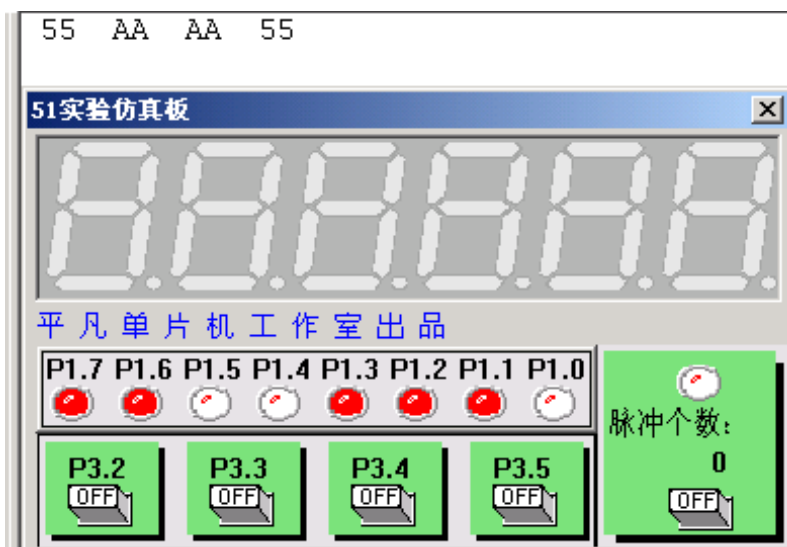 55 AA AA 55
51实验仿真板
平凡单片机工作室出品
P1.7 P1.6 P1.5 P1.4 P1.3 P1.2 P1.1 P1.0
脉冲个数:
0
P3.2 P3.3 P3.4 P3.5
OFF OFF OFF OFF OFF